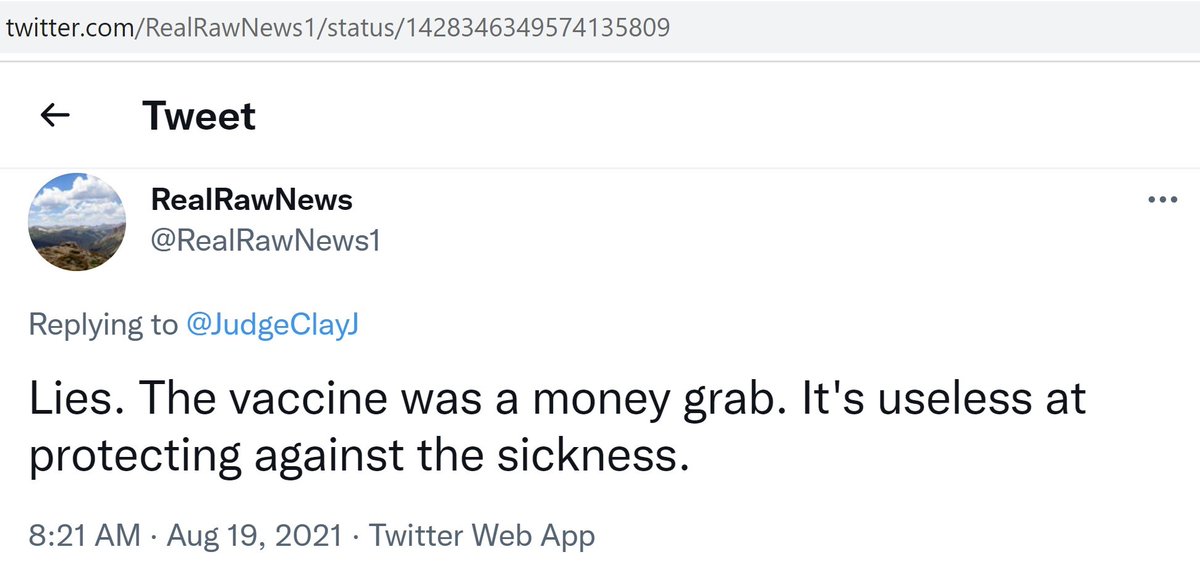 twitter.com/RealRawNews1/status/1428346349574135809
Tweet
RealRawNews
@RealRawNews1
Replying to @JudgeClayJ
Lies. The vaccine was a money grab. It's useless at
protecting against the sickness.
8:21 AM · Aug 19, 2021 · Twitter Web App